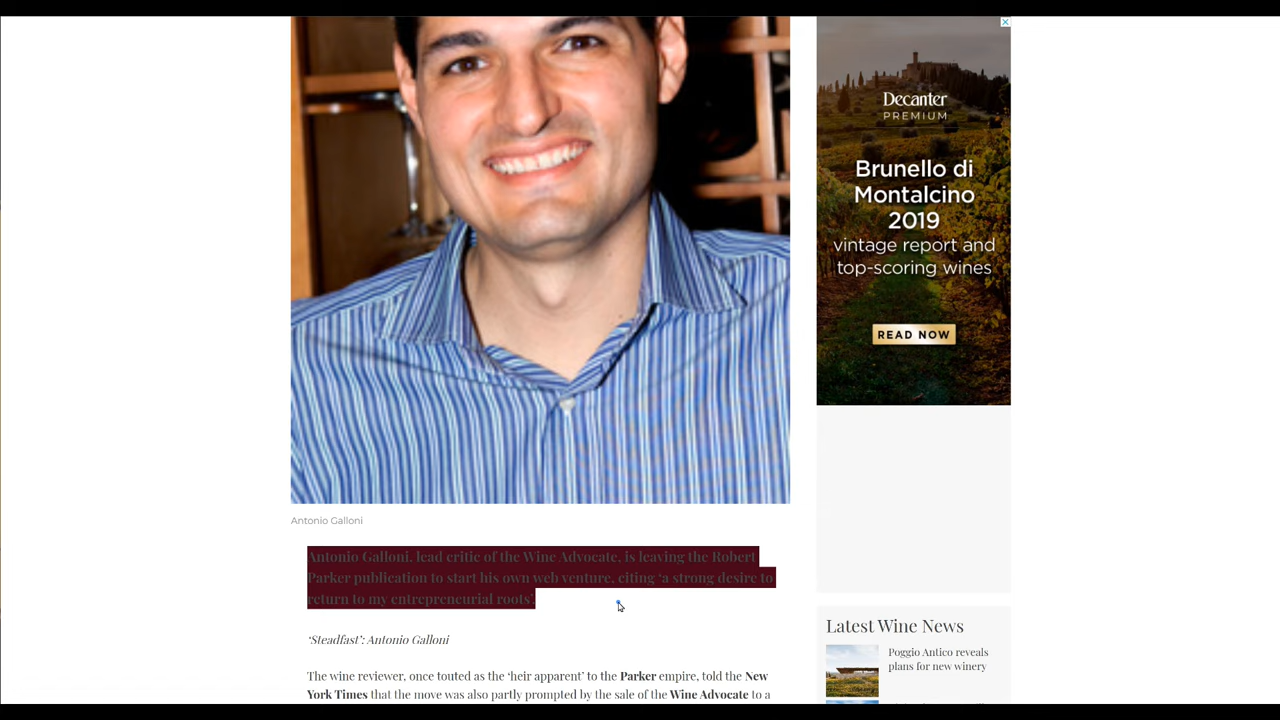 Decanter
PREMIUM
Brunello di
Montalcino
2019
vintage report and
top-scoring wines
READ NOW
Antonio Galloni
Antonio Galloni, lead critic of the Wine Advocate, is leaving the Robert
Parker publication to start his own web venture, citing ‘a strong desire to
return to my entrepreneurial roots’.
‘Steadfast’: Antonio Galloni
The wine reviewer, once touted as the ‘heir apparent’ to the Parker empire, told the New
York Times that the move was also partly prompted by the sale of the Wine Advocate to a
Latest Wine News
Poggio Antico reveals
plans for new winery